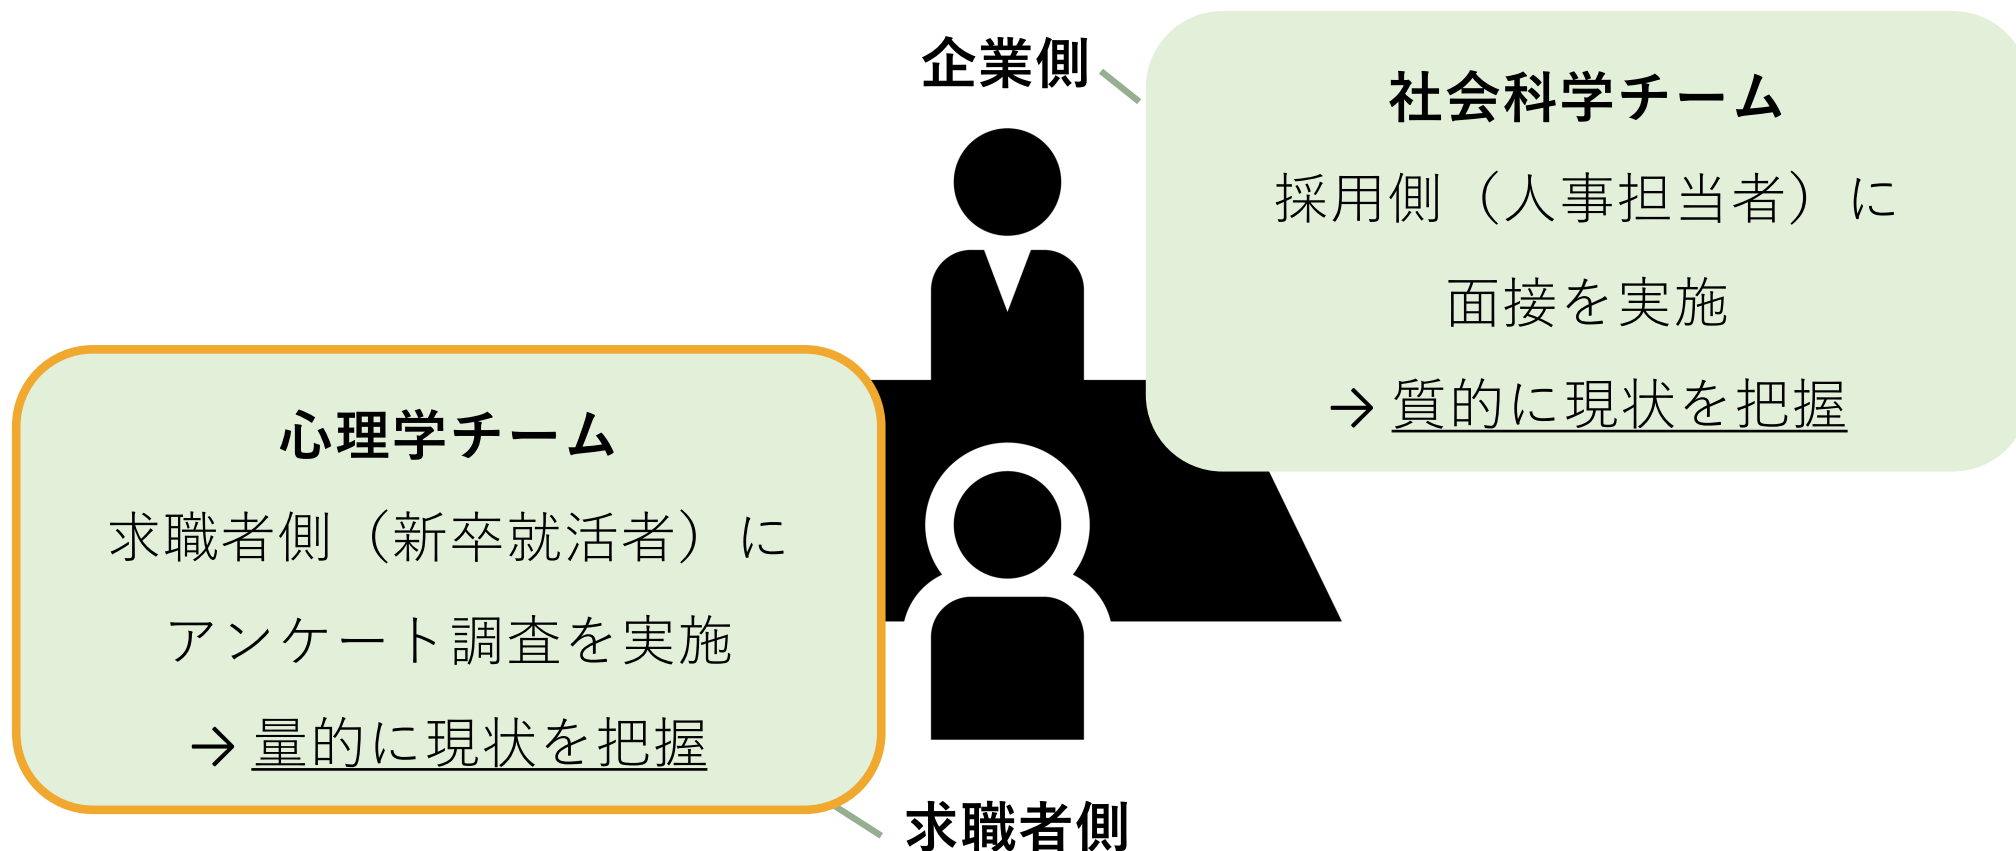 企業側
社会科学チーム
採用側（人事担当者）に
面接を実施
→ 質的に現状を把握
心理学チーム
求職者側（新卒就活者）に
アンケート調査を実施
→ 量的に現状を把握
求職者側